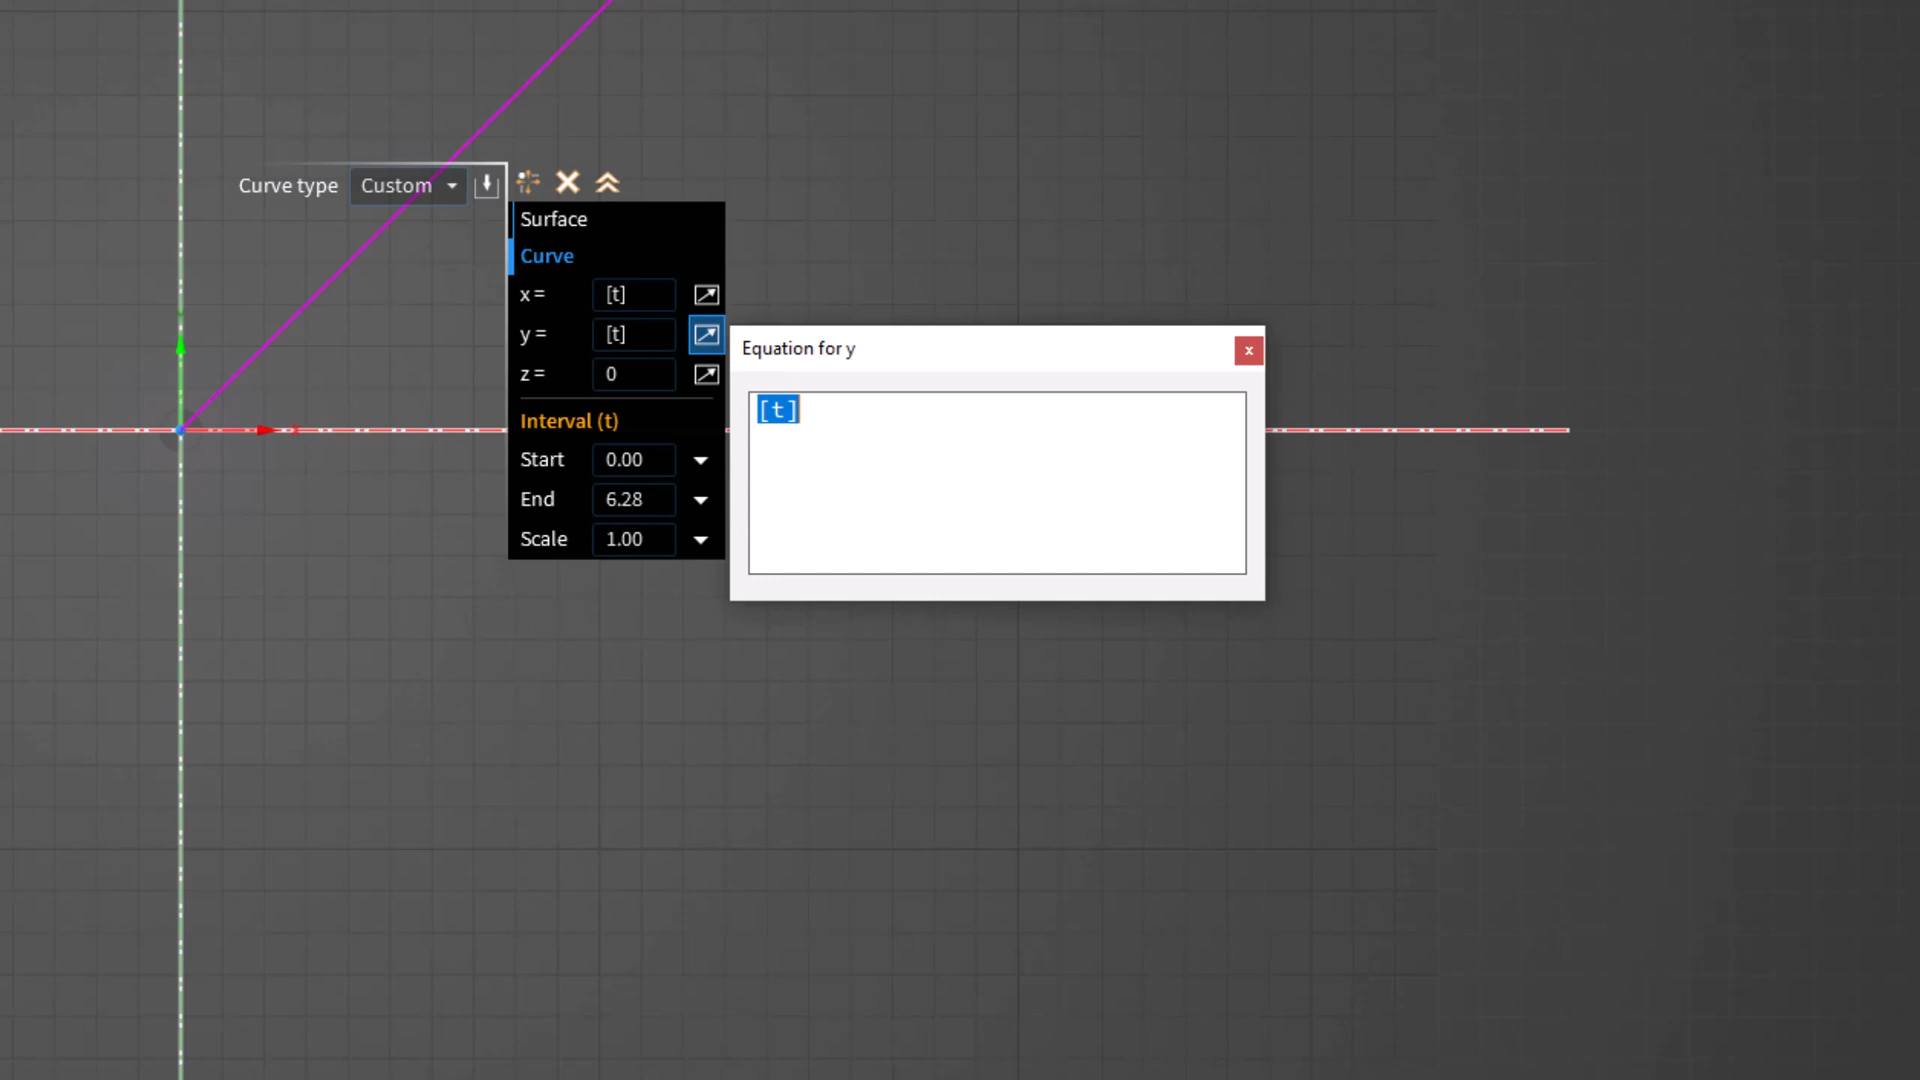 Curve type Custom
Surface
Curve
x = [t]
y = [t]
z = 0
Interval (t)
Start 0.00
End 6.28
Scale 1.00
Equation for y
x
[t]
x